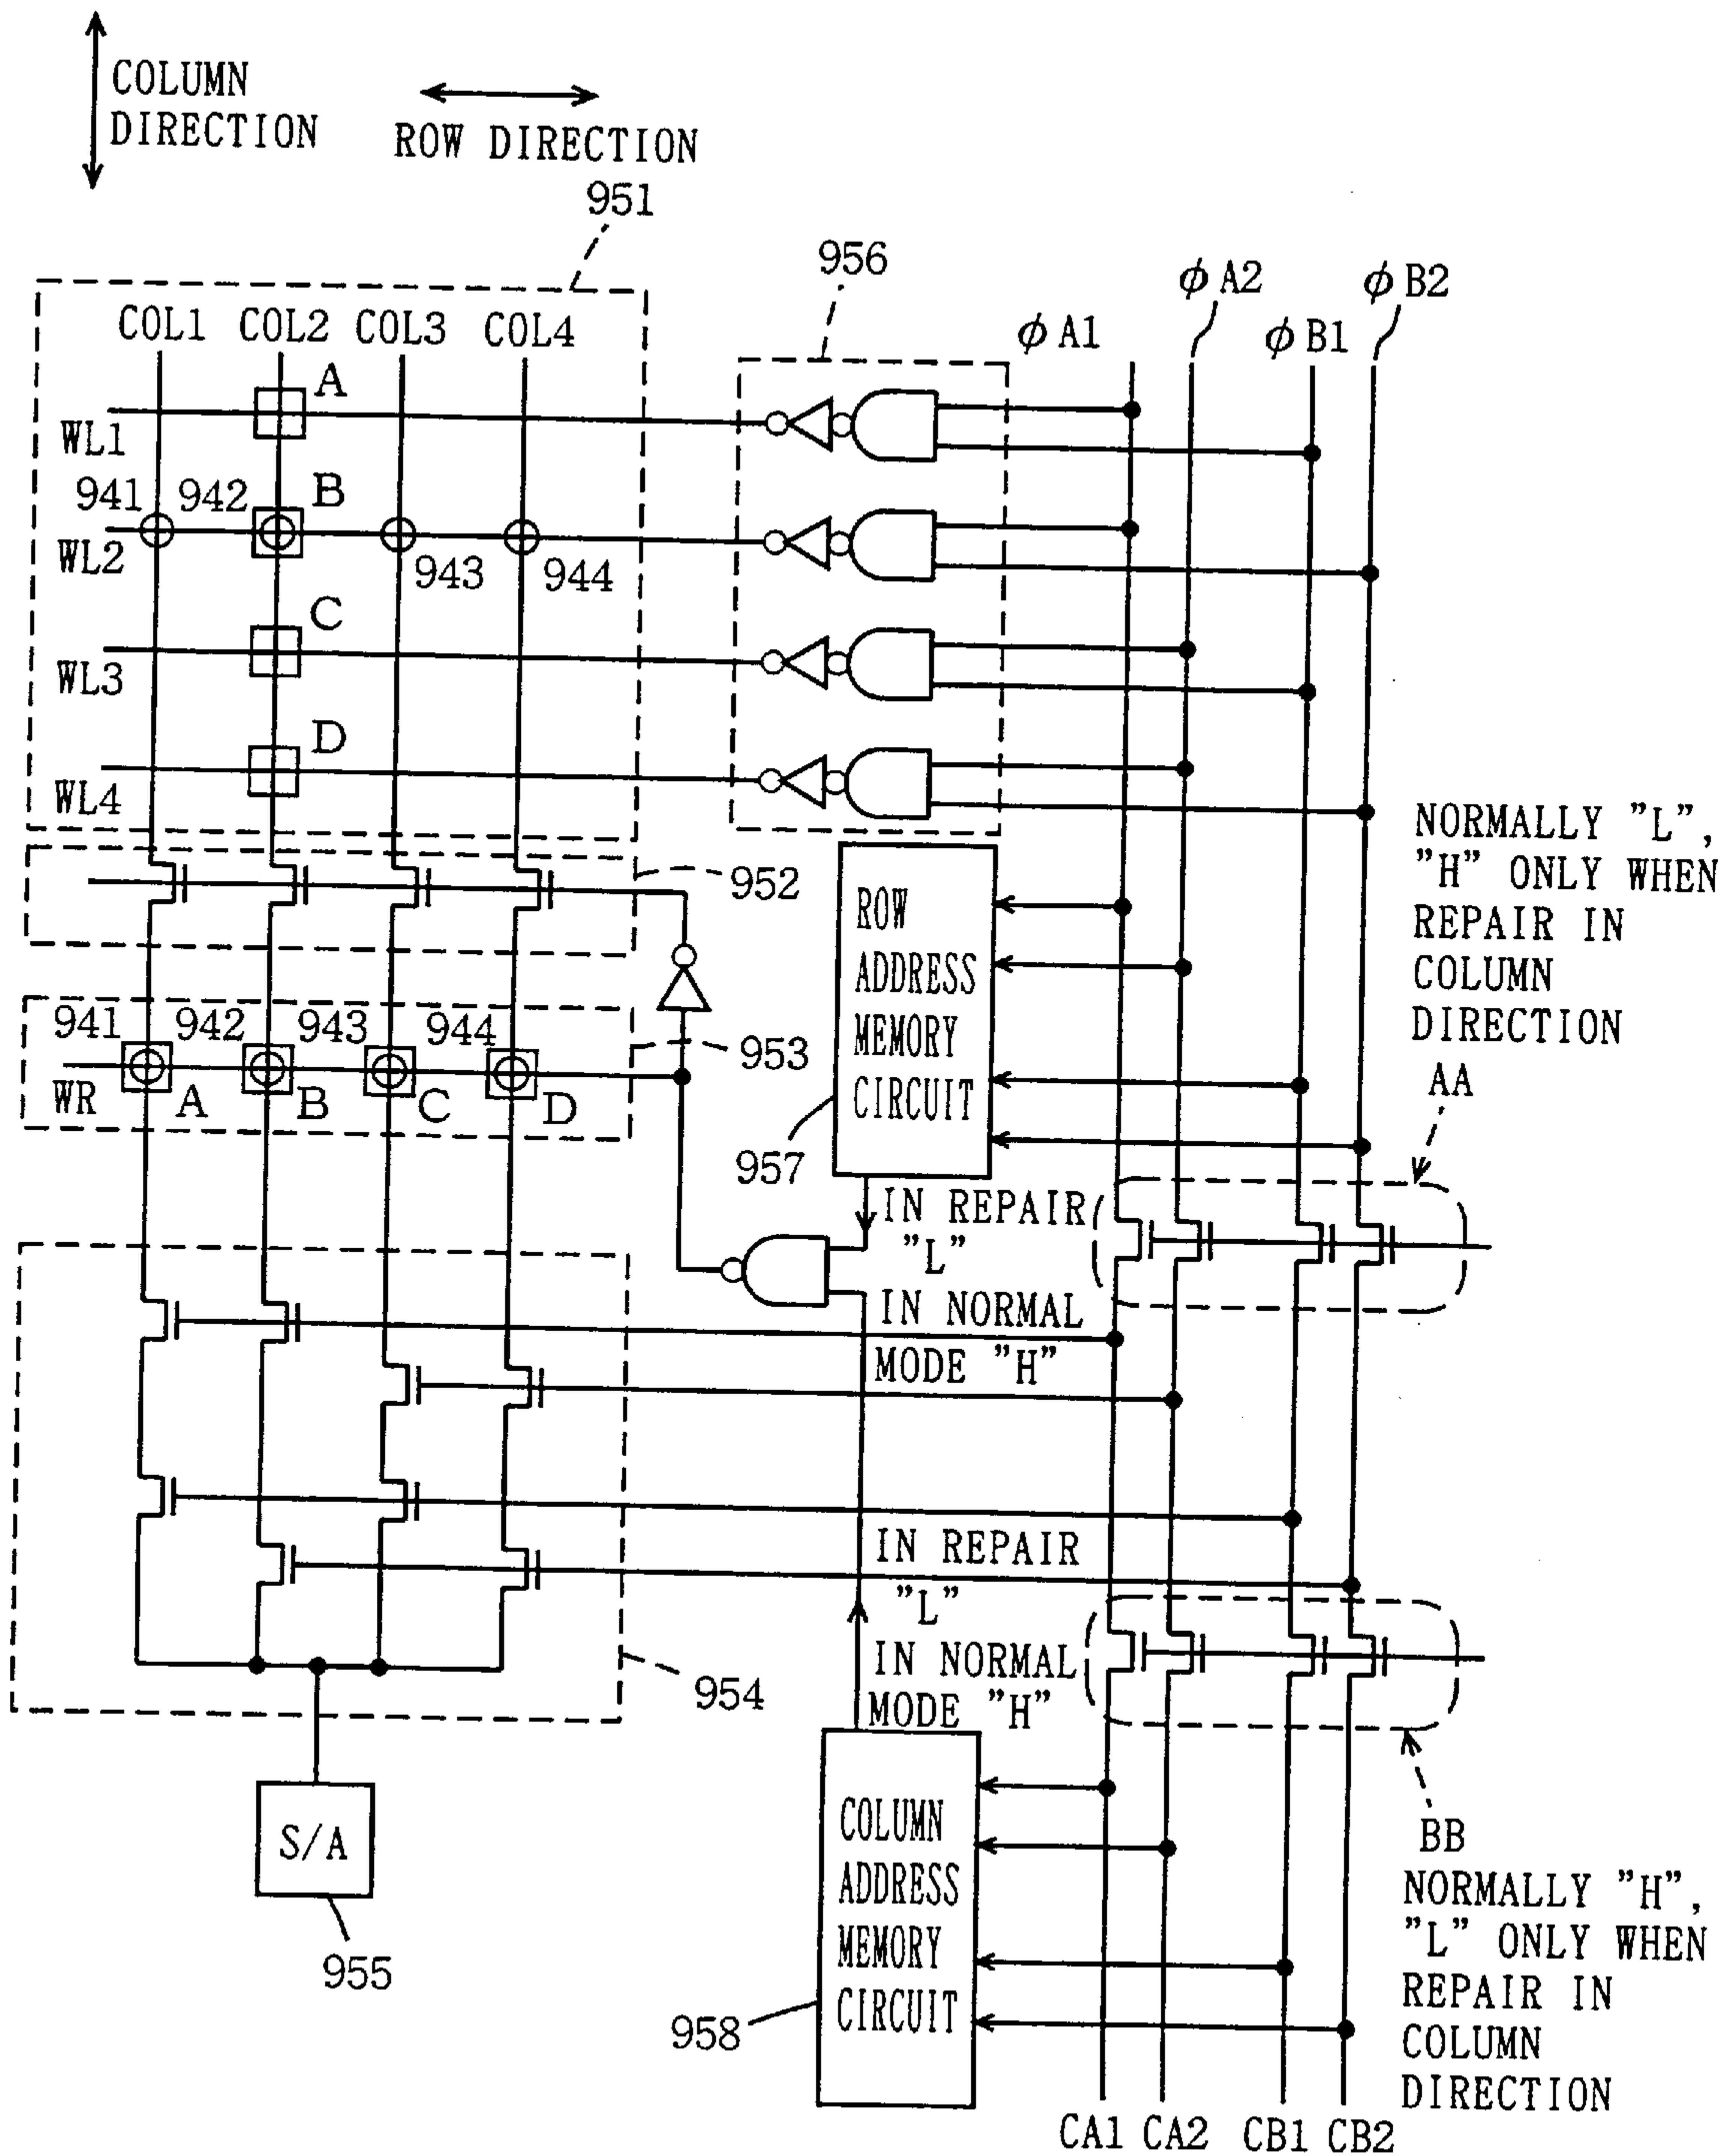 COLUMN
DIRECTION
ROW DIRECTION
951
956
φA1
φA2
φB1
φB2
COL1 COL2 COL3 COL4
A
WL1
941 942 B
WL2
943 944
C
WL3
D
WL4
NORMALLY "L",
"H" ONLY WHEN
REPAIR IN
COLUMN
DIRECTION
AA
952
ROW
ADDRESS
MEMORY
CIRCUIT
957
941 942 943 944
953
WR A B C D
IN REPAIR
"L"
IN NORMAL
MODE "H"
IN REPAIR
"L"
IN NORMAL
MODE "H"
954
S/A
955
COLUMN
ADDRESS
MEMORY
CIRCUIT
958
BB
NORMALLY "H",
"L" ONLY WHEN
REPAIR IN
COLUMN
DIRECTION
CA1 CA2 CB1 CB2